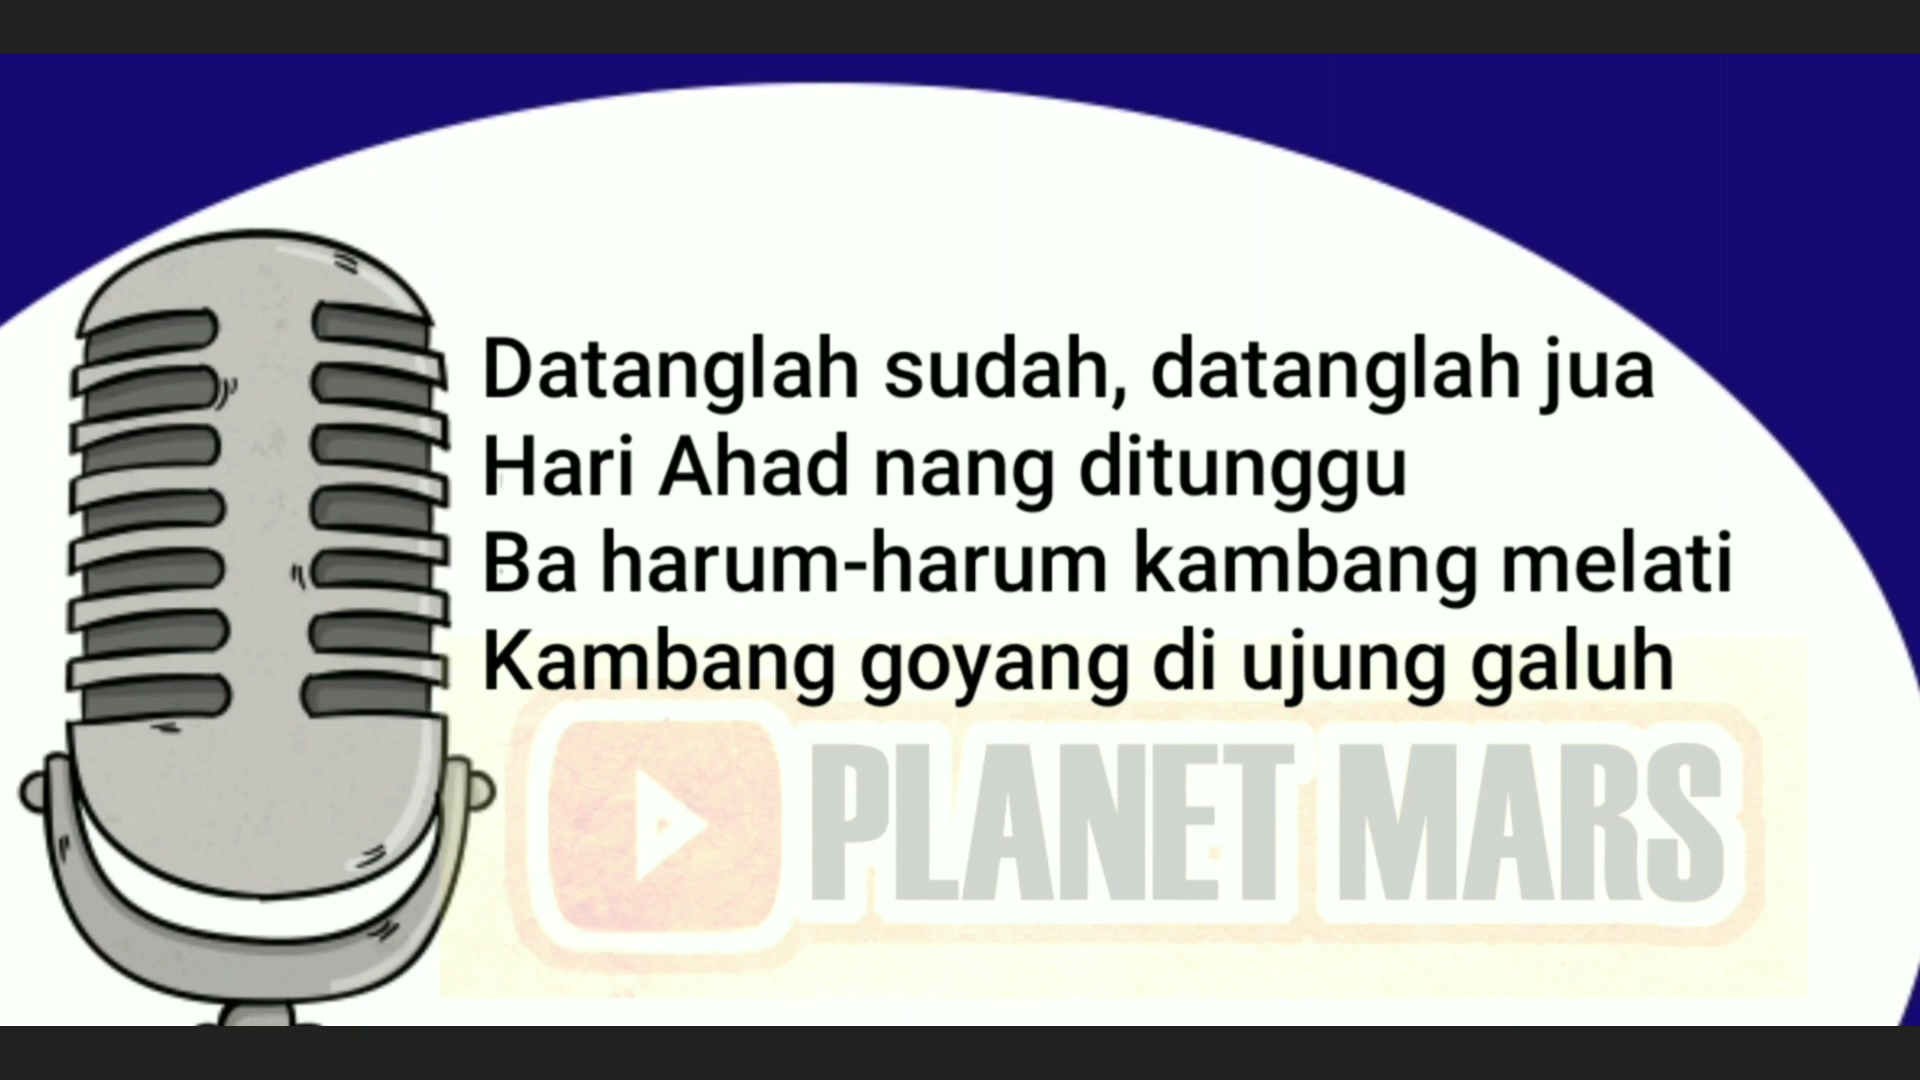 Datanglah sudah, datanglah jua
Hari Ahad nang ditunggu
Ba harum-harum kambang melati
Kambang goyang di ujung galuh
PLANET MARS